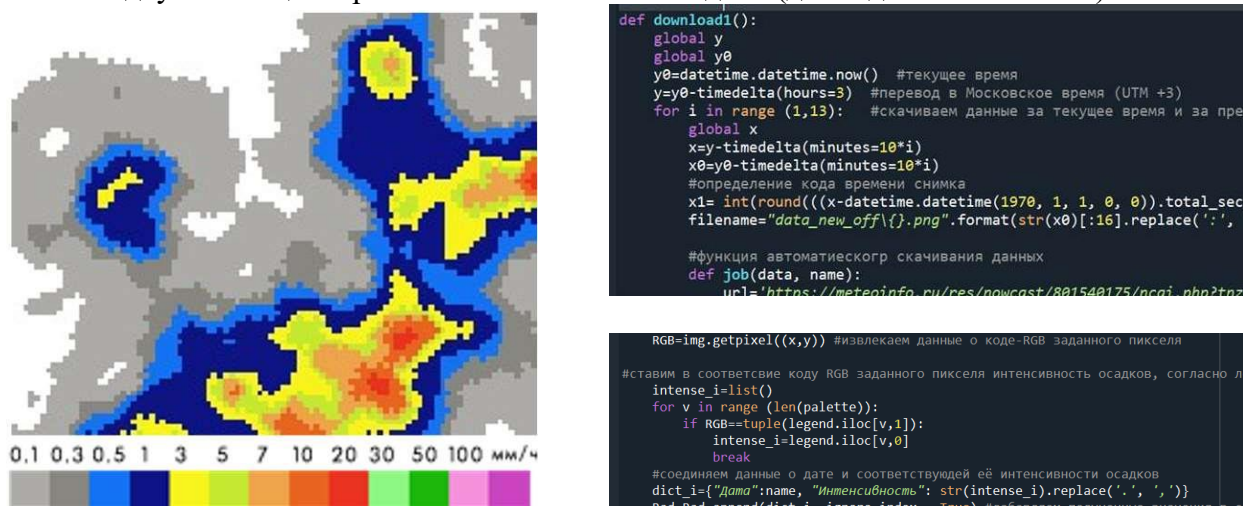 0.1 0.3 0.5 1 3 5 7 10 20 30 50 100 мм/ч
def download1():
global y
global y0
y0=datetime.datetime.now() #текущее время
y=y0-timedelta(hours=3) #перевод в Московское время (UTM +3)
for i in range (1,13): #скачиваем данные за текущее время и за пре
global x
x=y-timedelta(minutes=10*i)
x0=y0-timedelta(minutes=10*i)
#определение кода времени снимка
x1= int(round(((x-datetime.datetime(1970, 1, 1, 0, 0)).total_sec
filename="data_new_off\{}.png".format(str(x0)[:16].replace(':',
#функция автоматиескогр скачивания данных
def job(data, name):
url='https://meteoinfo.ru/res/nowcast/801540175/ncgi.php?tnz
RGB=img.getpixel((x,y)) #извлекаем данные о коде-RGB заданного пикселя
#ставим в соответсвие коду RGB заданного пикселя интенсивность осадков, согласно л
intense_i=list()
for v in range (len(palette)):
if RGB==tuple(legend.iloc[v,1]):
intense_i=legend.iloc[v,0]
break
#соединяем данные о дате и соответствуюдей её интенсивности осадков
dict_i={"Дата":name, "Интенсивность": str(intense_i).replace('.', ',')}